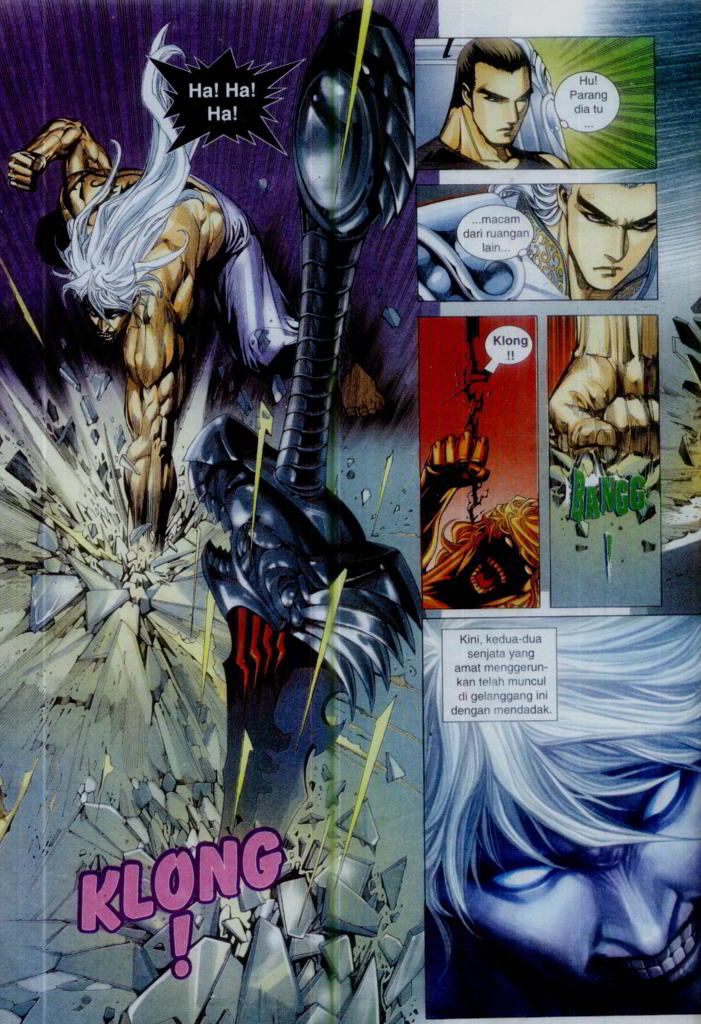 Ha! Ha!
Ha!
Hu!
Parang
dia tu
...
...macam
dari ruangan
lain...
Klong
!!
BANGG
!
Kini, kedua-dua
senjata yang
amat menggerun-
kan telah muncul
di gelanggang ini
dengan mendadak.
KLONG
!